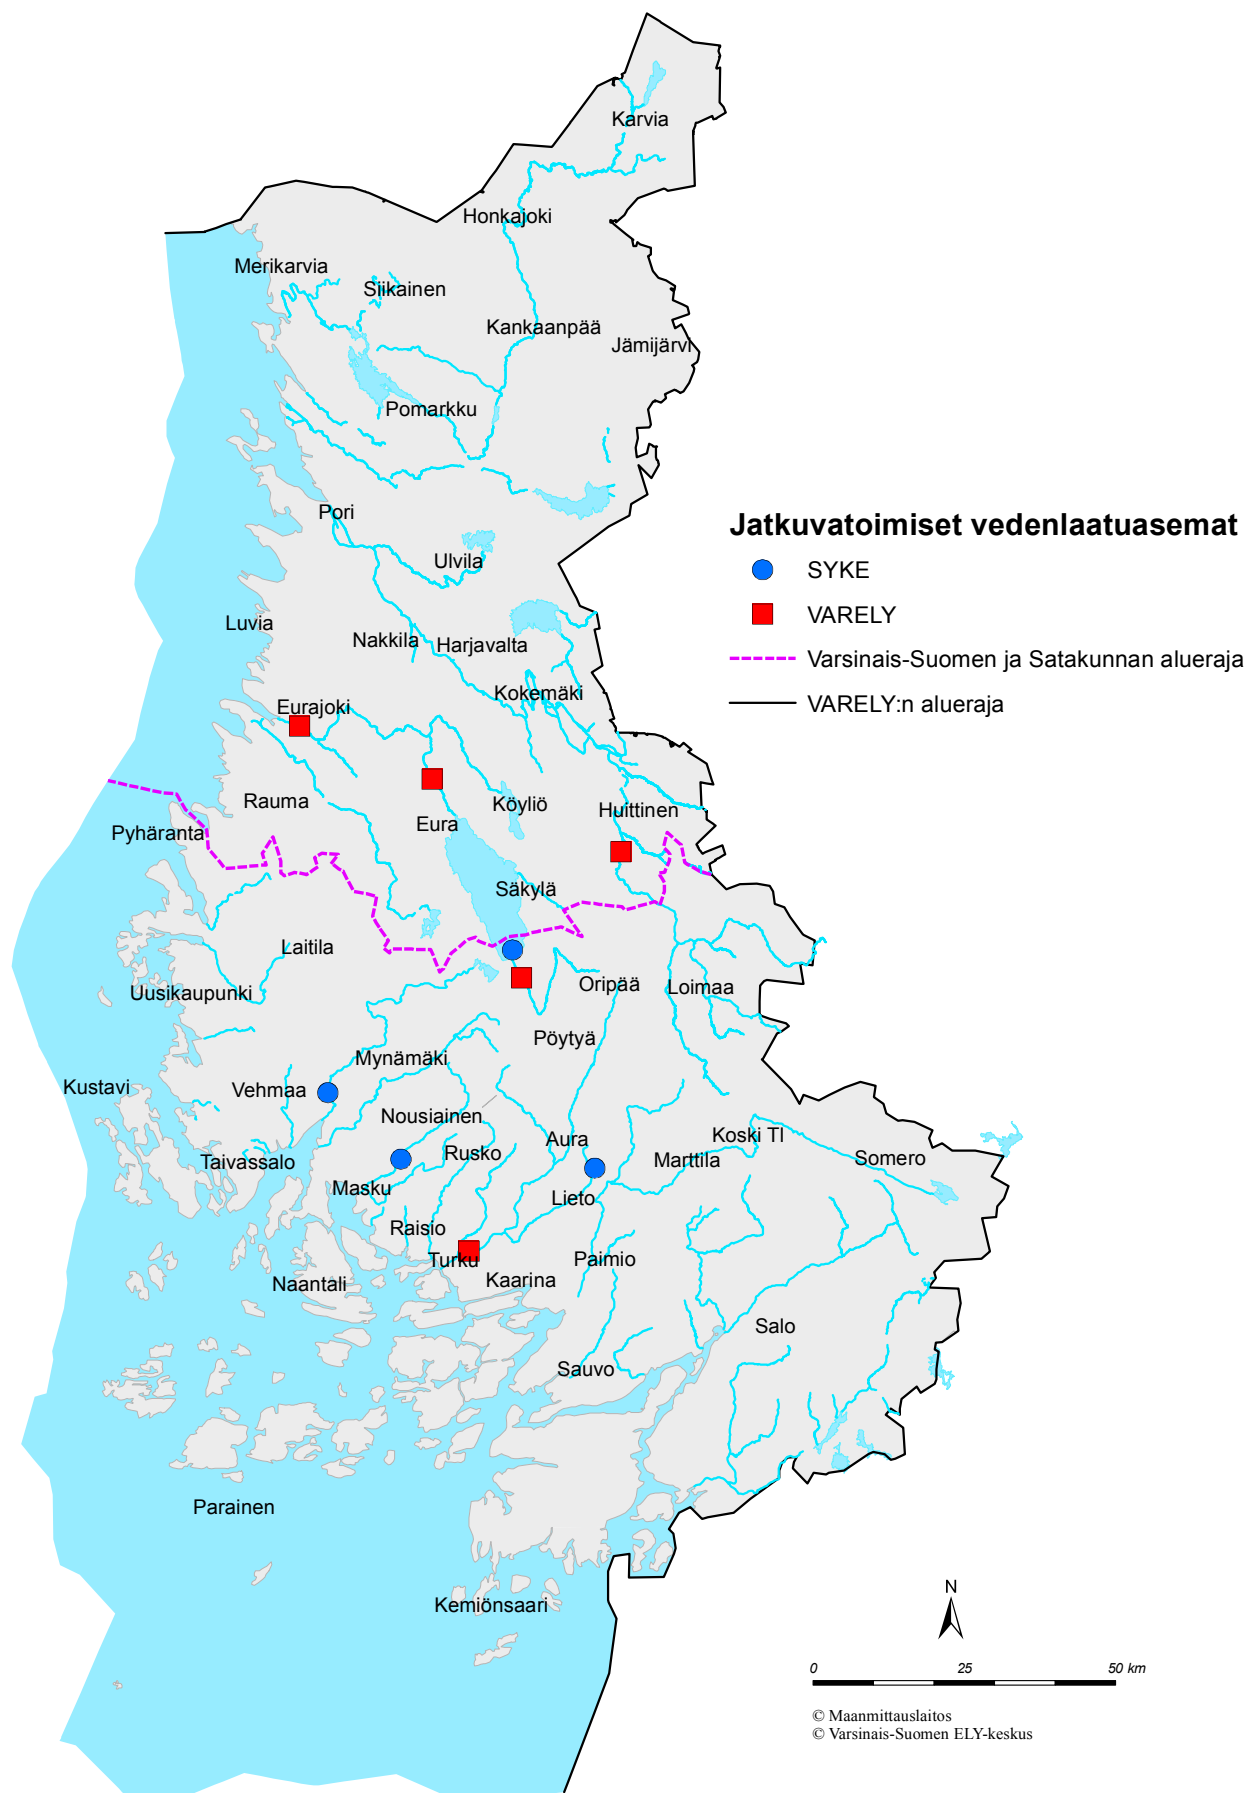 Karvia
Honkajoki
Merikarvia
Siikainen
Kankaanpää
Jämijärvi
Pomarkku
Pori
Ulvila
Luvia
Nakkila
Harjavalta
Kokemäki
Eurajoki
Rauma
Köyliö
Huittinen
Eura
Pyhäranta
Säkylä
Laitila
Uusikaupunki
Oripää
Loimaa
Pöytyä
Mynämäki
Kustavi
Vehmaa
Nousiainen
Aura
Koski Tl
Rusko
Marttila
Somero
Taivassalo
Masku
Lieto
Raisio
Turku
Paimio
Naantali
Kaarina
Salo
Sauvo
Parainen
Kemiönsaari
Jatkuvatoimiset vedenlaatuasemat
SYKE
VARELY
Varsinais-Suomen ja Satakunnan alueraja
VARELY:n alueraja
N
0 25 50 km
© Maanmittauslaitos
© Varsinais-Suomen ELY-keskus